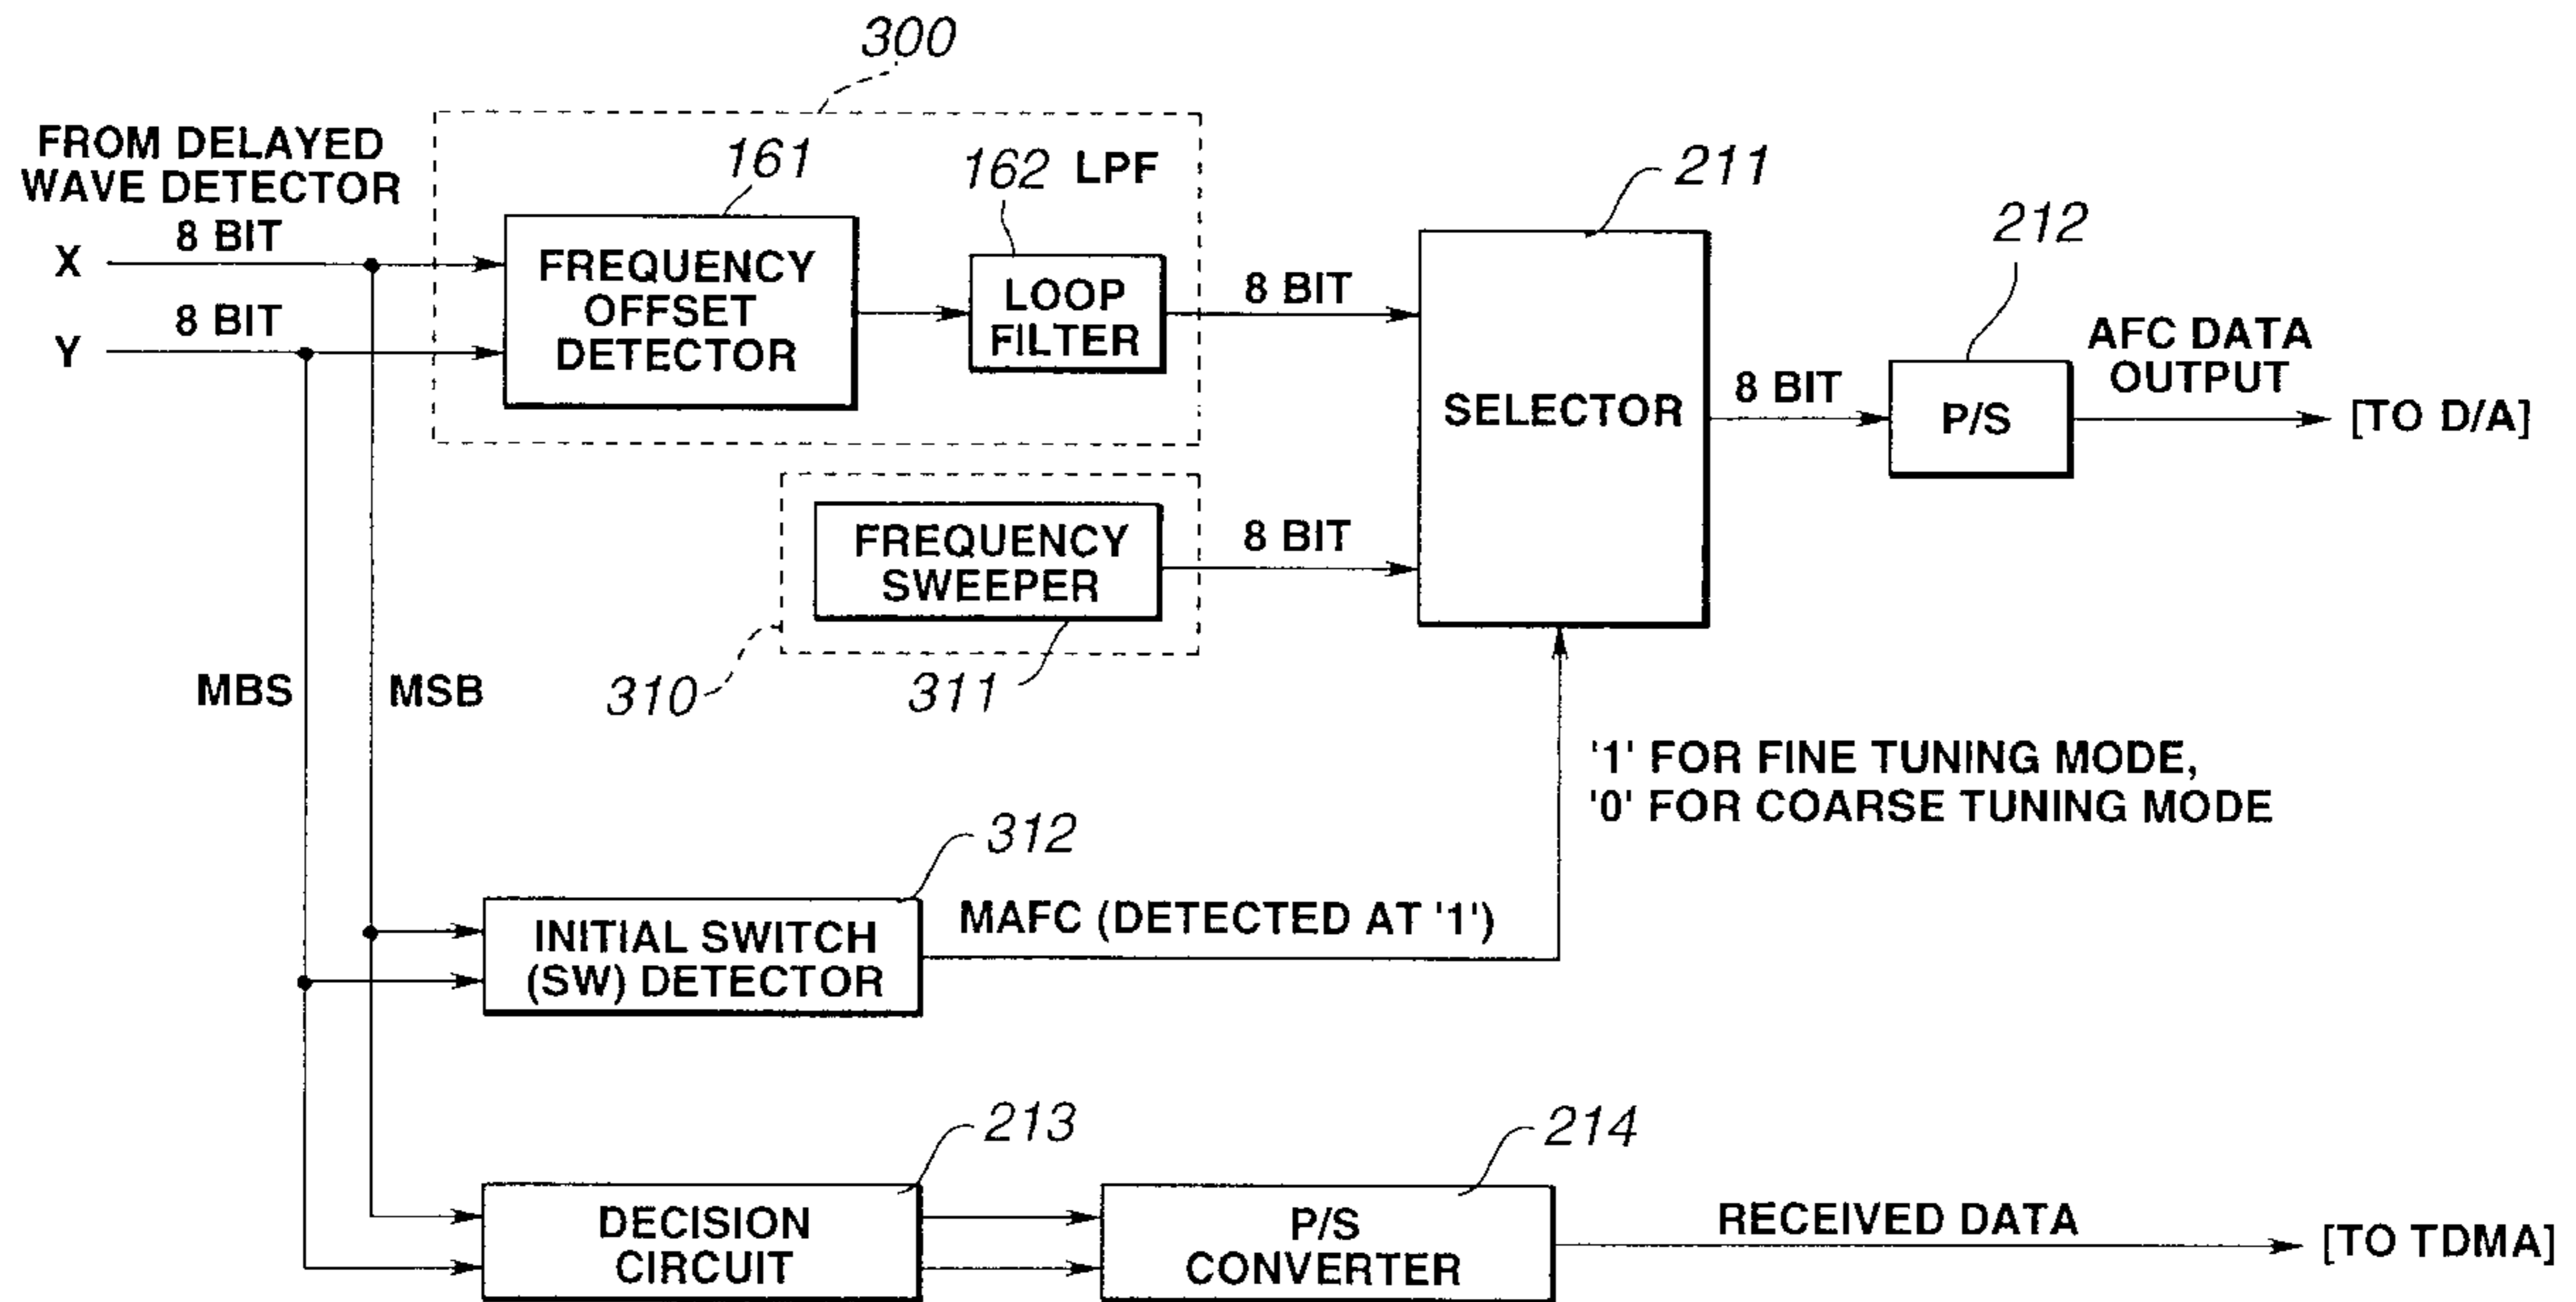 300
FROM DELAYED
WAVE DETECTOR
161
162 LPF
211
212
X
8 BIT
Y
8 BIT
FREQUENCY
OFFSET
DETECTOR
LOOP
FILTER
8 BIT
SELECTOR
8 BIT
P/S
AFC DATA
OUTPUT
[TO D/A]
FREQUENCY
SWEEPER
8 BIT
310
311
MBS
MSB
'1' FOR FINE TUNING MODE,
'0' FOR COARSE TUNING MODE
312
INITIAL SWITCH
(SW) DETECTOR
MAFC (DETECTED AT '1')
213
214
DECISION
CIRCUIT
P/S
CONVERTER
RECEIVED DATA
[TO TDMA]